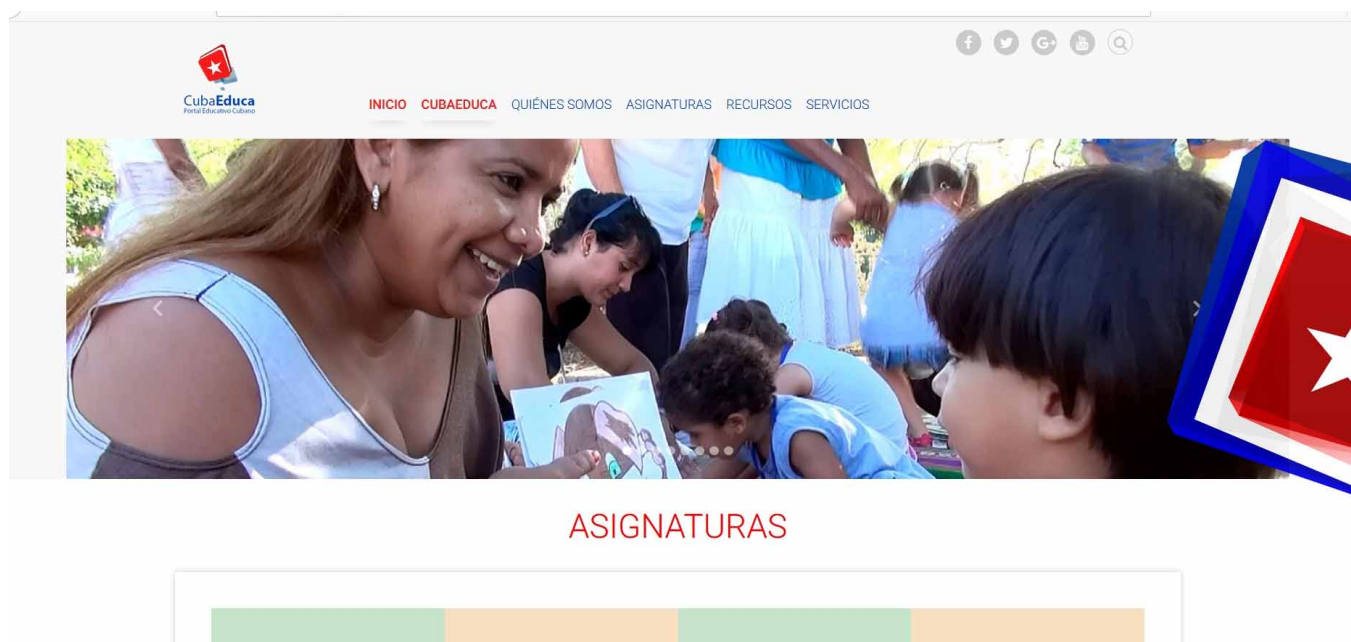 CubaEduca
Portal Educativo Cubano
INICIO CUBAEDUCA QUIÉNES SOMOS ASIGNATURAS RECURSOS SERVICIOS
ASIGNATURAS